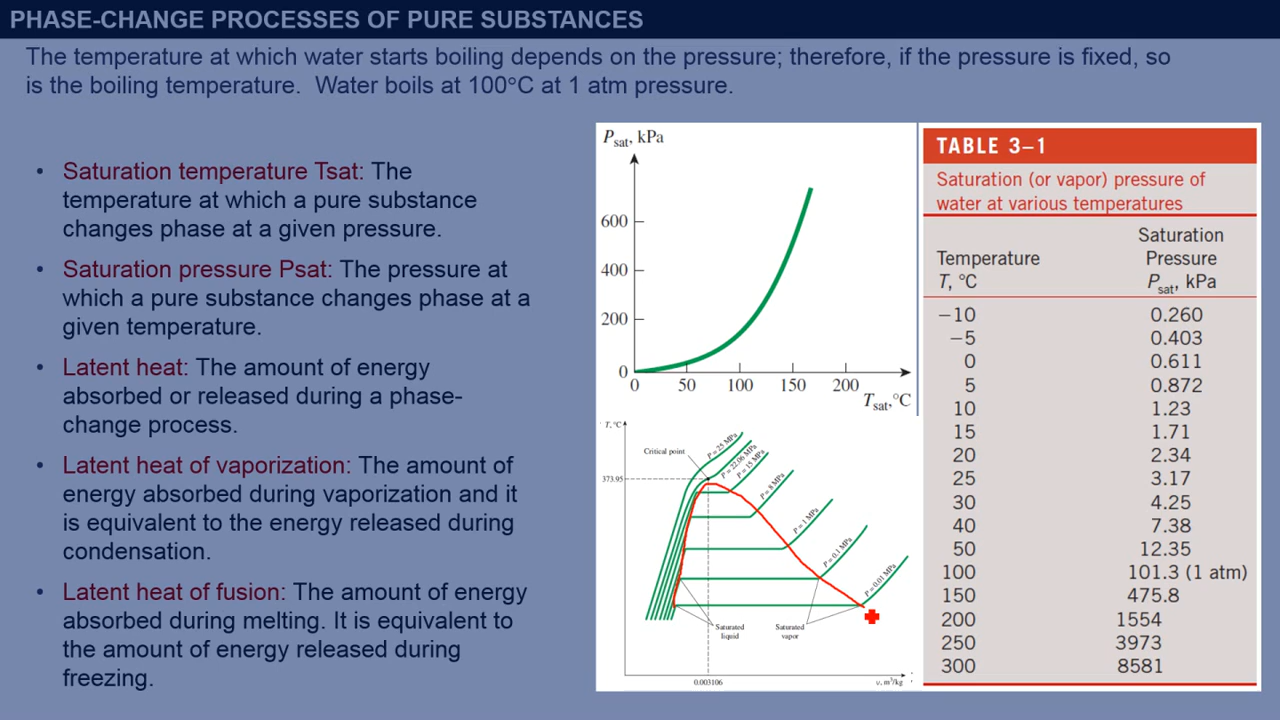 PHASE-CHANGE PROCESSES OF PURE SUBSTANCES
The temperature at which water starts boiling depends on the pressure; therefore, if the pressure is fixed, so
is the boiling temperature. Water boils at 100°C at 1 atm pressure.
• Saturation temperature Tsat: The
temperature at which a pure substance
changes phase at a given pressure.
• Saturation pressure Psat: The pressure at
which a pure substance changes phase at a
given temperature.
• Latent heat: The amount of energy
absorbed or released during a phase-
change process.
• Latent heat of vaporization: The amount of
energy absorbed during vaporization and it
is equivalent to the energy released during
condensation.
• Latent heat of fusion: The amount of energy
absorbed during melting. It is equivalent to
the amount of energy released during
freezing.
Psat, kPa
600
400
200
0
0 50 100 150 200
Tsat, °C
T, °C
Critical point
373.95
P = 25 MPa
P = 22.06 MPa
P = 15 MPa
P = 8 MPa
P = 1 MPa
P = 0.1 MPa
P = 0.01 MPa
Saturated
liquid
Saturated
vapor
0.003106
v, m³/kg
TABLE 3–1
Saturation (or vapor) pressure of
water at various temperatures
Saturation
Temperature Pressure
T, °C Psat, kPa
−10 0.260
−5 0.403
0 0.611
5 0.872
10 1.23
15 1.71
20 2.34
25 3.17
30 4.25
40 7.38
50 12.35
100 101.3 (1 atm)
150 475.8
200 1554
250 3973
300 8581